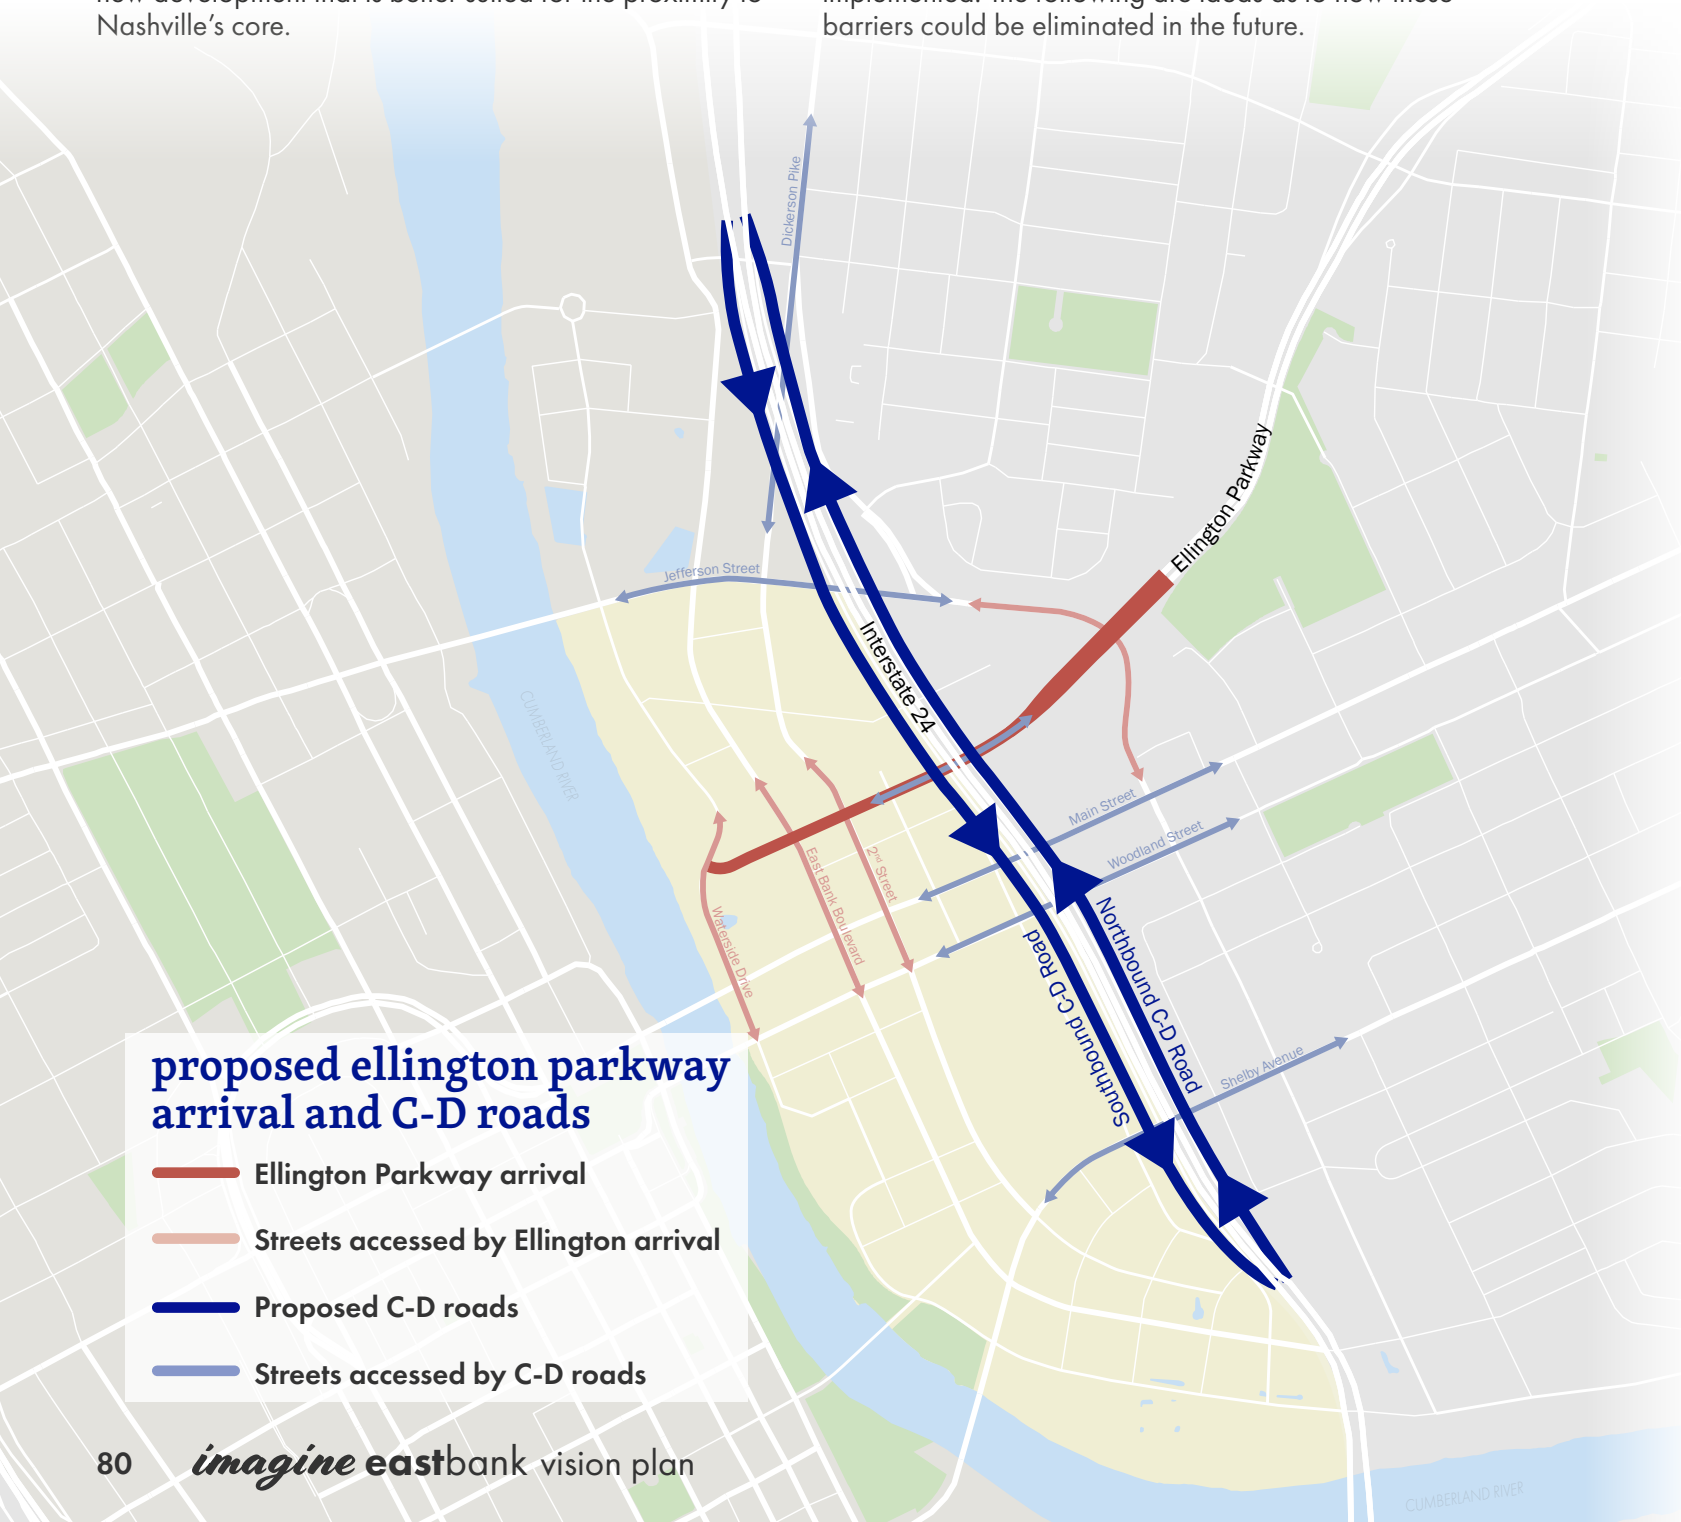 Nashville's core.
barriers could be eliminated in the future.
Dickerson Pike
Ellington Parkway
Jefferson Street
Interstate 24
CUMBERLAND RIVER
Main Street
Woodland Street
2nd Street
East Bank Boulevard
Waterside Drive
Northbound C-D Road
Southbound C-D Road
Shelby Avenue
proposed ellington parkway
arrival and C-D roads
Ellington Parkway arrival
Streets accessed by Ellington arrival
Proposed C-D roads
Streets accessed by C-D roads
80 imagine eastbank vision plan
CUMBERLAND RIVER